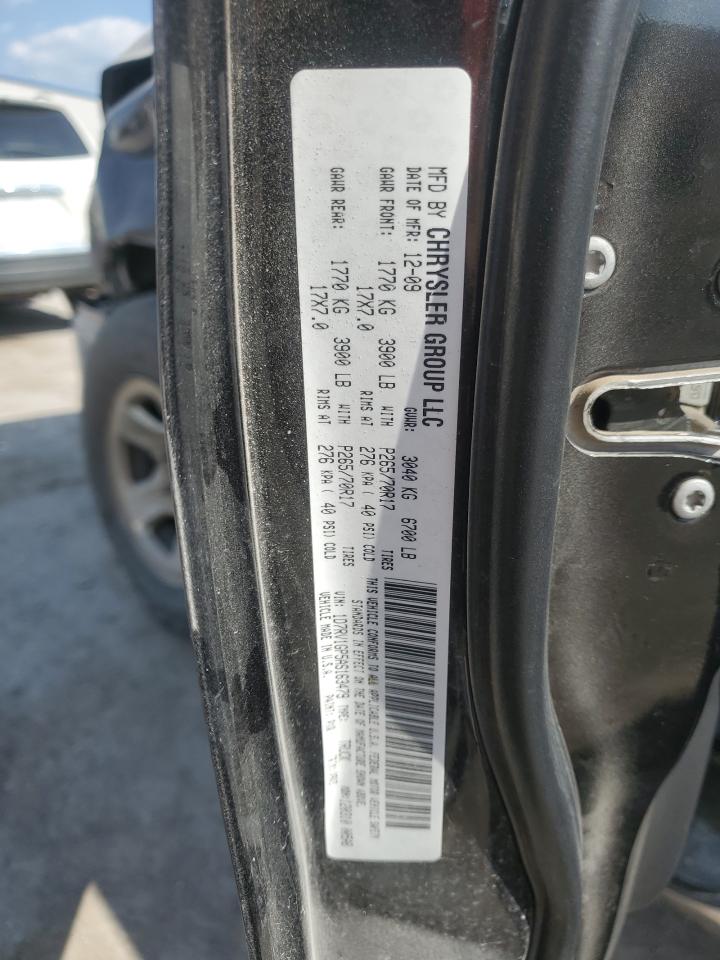 MFD BY CHRYSLER GROUP LLC
DATE OF MFR: 12-09 GVWR: 3040 KG 6700 LB
GAWR FRONT: 1770 KG 3900 LB WITH P265/70R17 TIRES
17X7.0 RIMS AT 276 KPA ( 40 PSI) COLD
GAWR REAR: 1770 KG 3900 LB WITH P265/70R17 TIRES
17X7.0 RIMS AT 276 KPA ( 40 PSI) COLD
THIS VEHICLE CONFORMS TO ALL APPLICABLE U.S.A. FEDERAL MOTOR VEHICLE SAFETY
STANDARDS IN EFFECT ON THE DATE OF MANUFACTURE SHOWN ABOVE.
VIN: 1D7RV1GP5AS163479 TYPE: TRUCK
VEHICLE MADE IN U.S.A. PAINT: